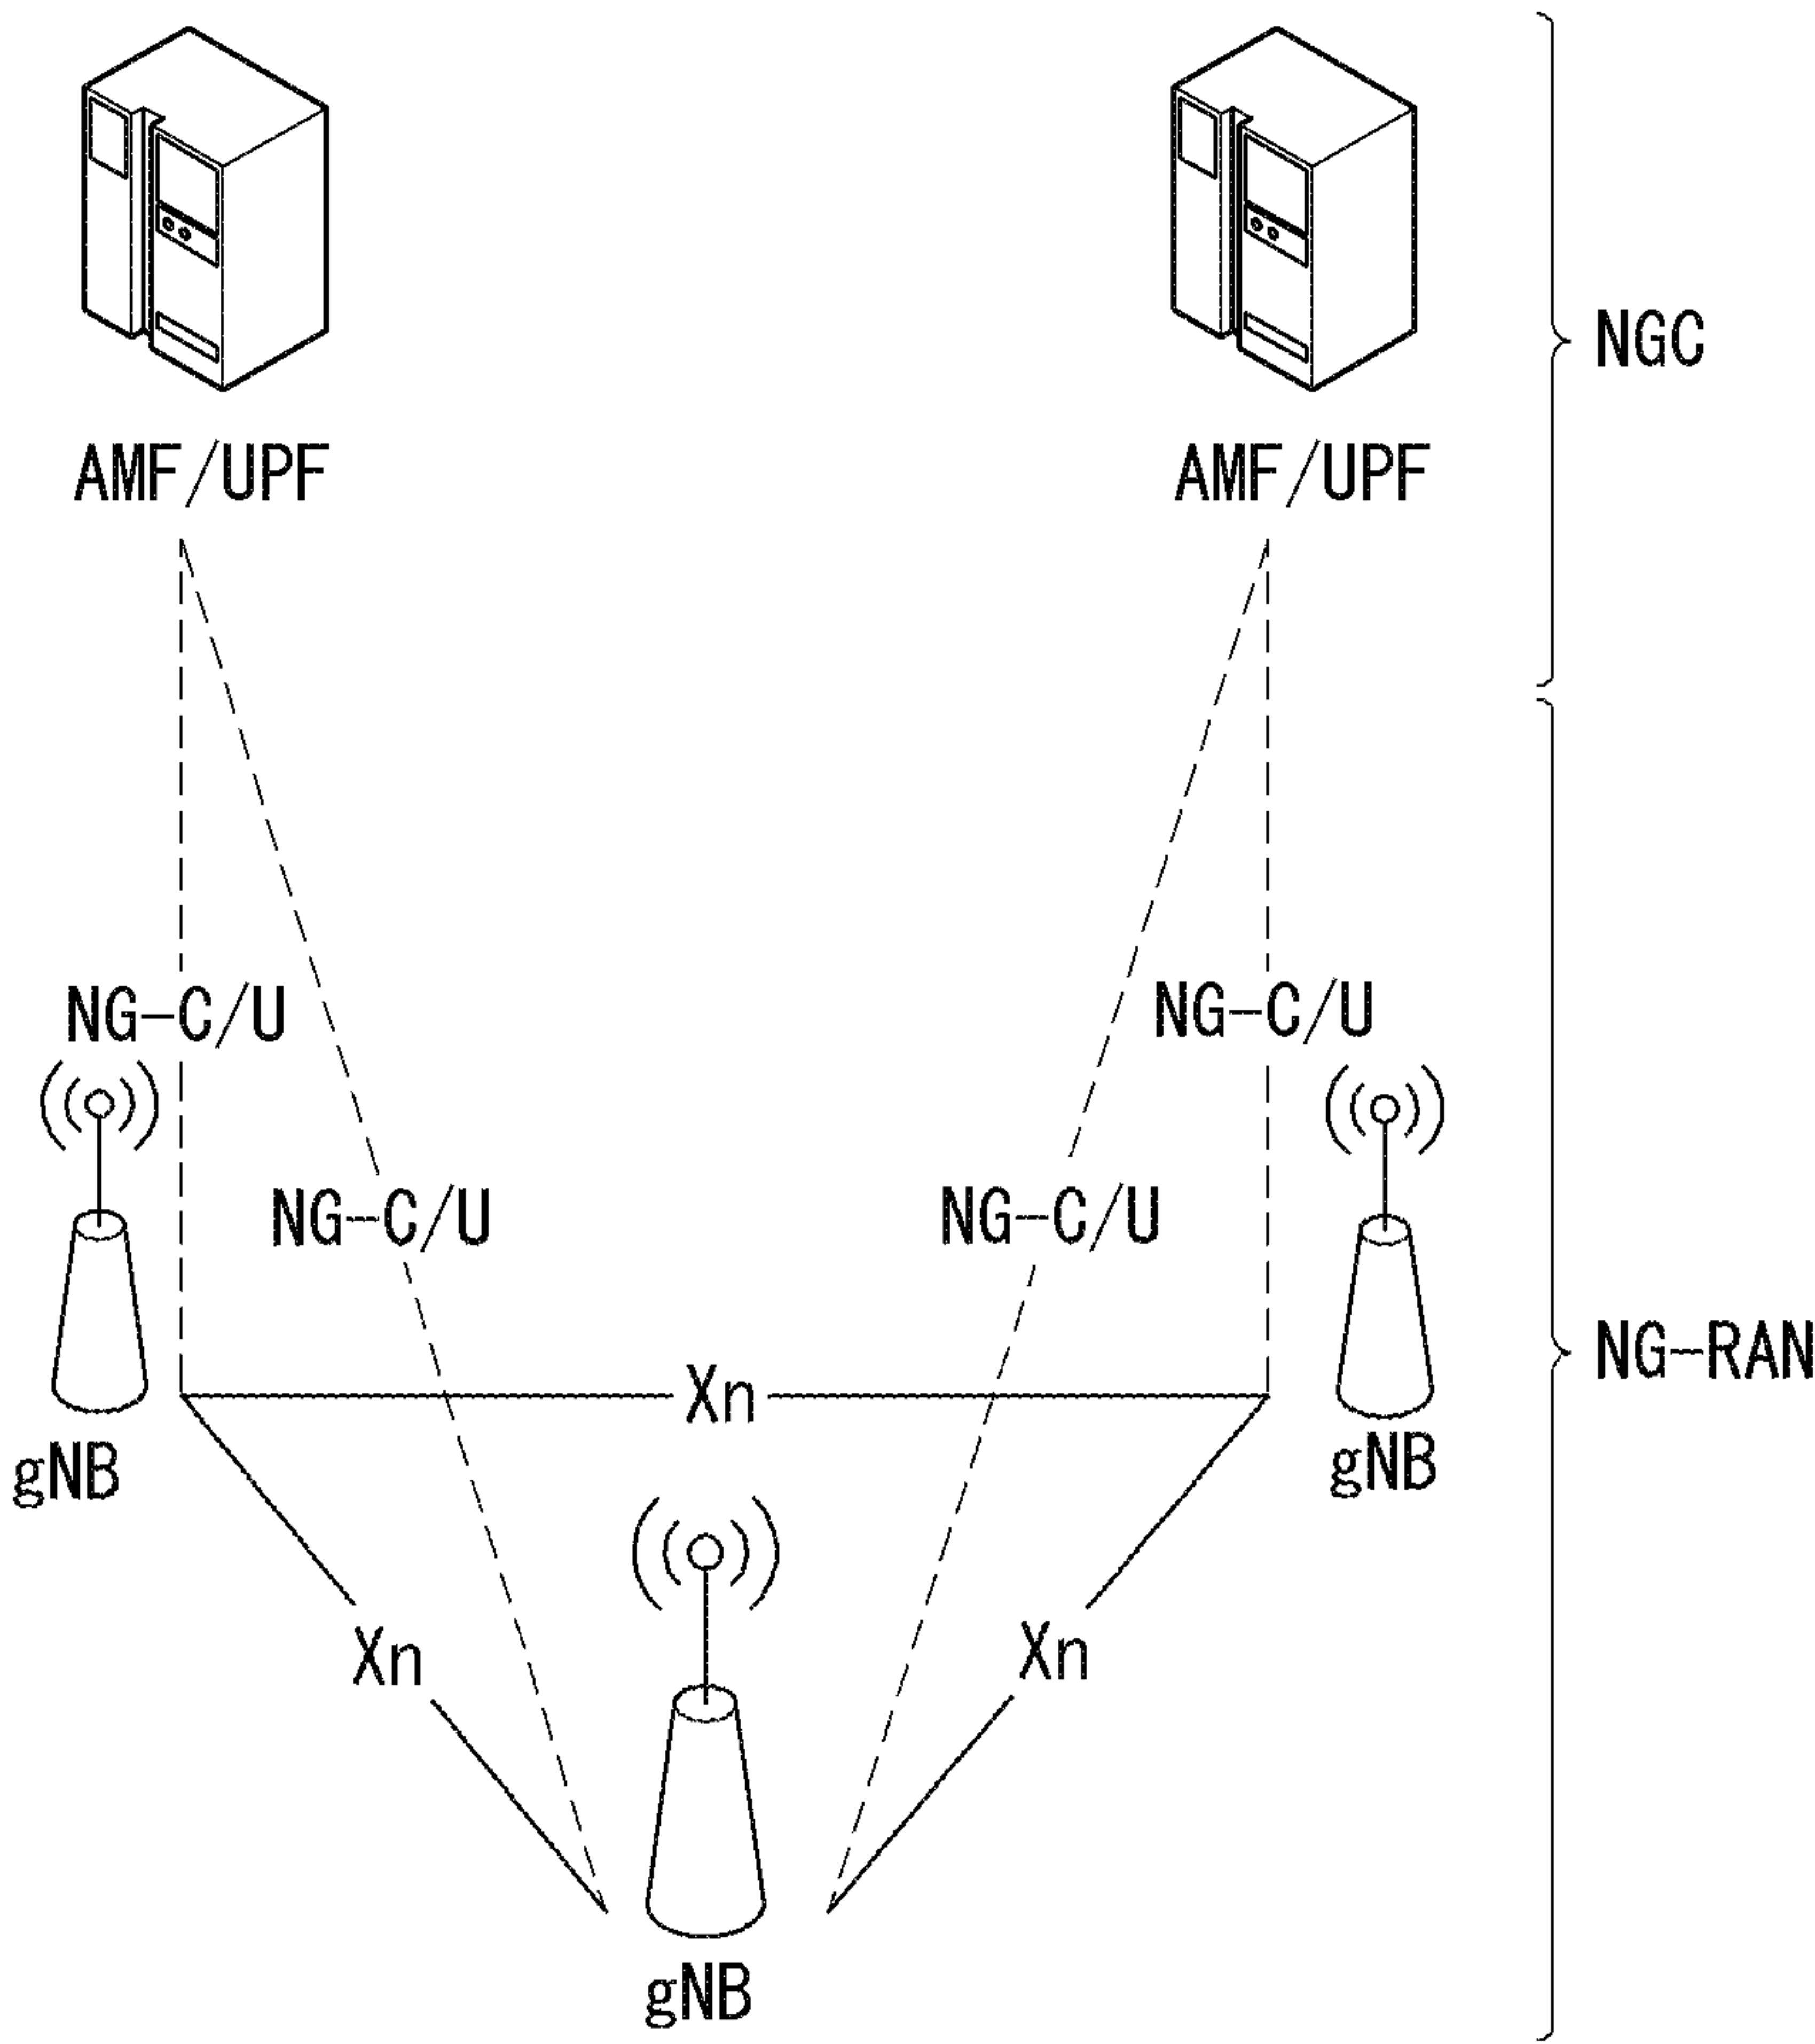 NGC
AMF/UPF
AMF/UPF
NG-C/U
NG-C/U
NG-C/U
NG-C/U
NG-RAN
Xn
gNB
gNB
Xn
Xn
gNB